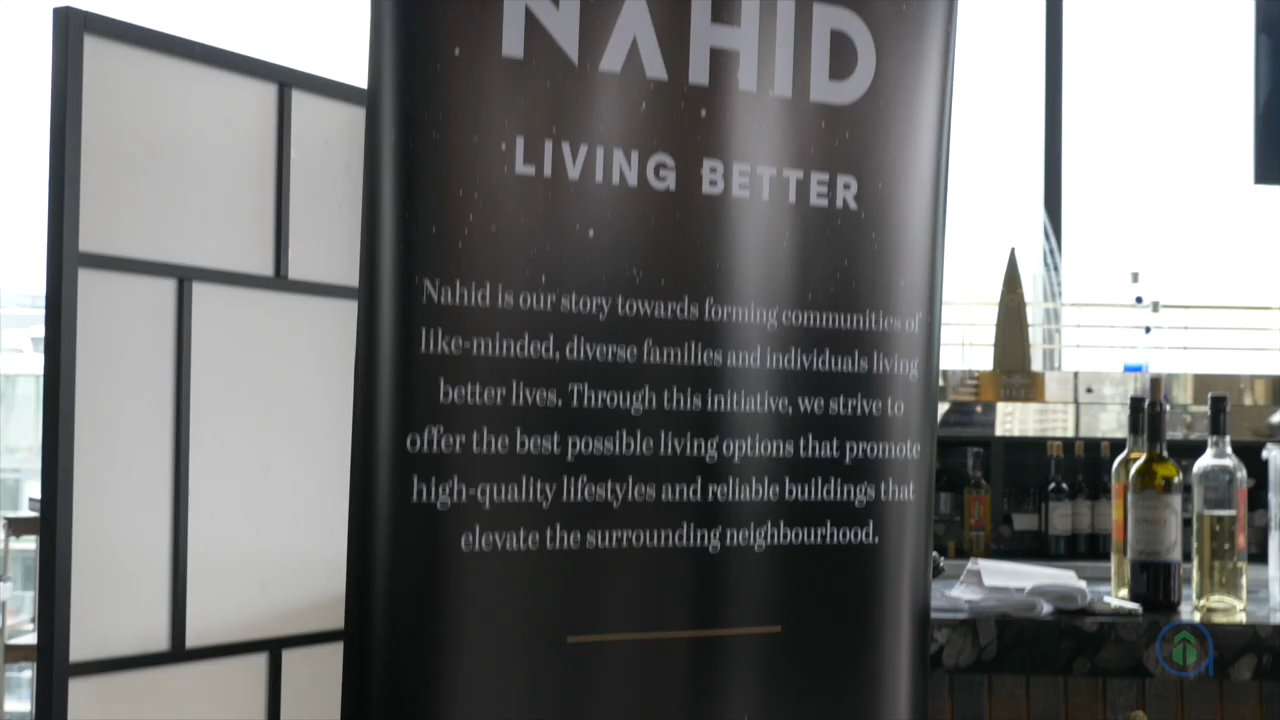 NAHID
LIVING BETTER
Nahid is our story towards forming communities of
like-minded, diverse families and individuals living
better lives. Through this initiative, we strive to
offer the best possible living options that promote
high-quality lifestyles and reliable buildings that
elevate the surrounding neighbourhood.